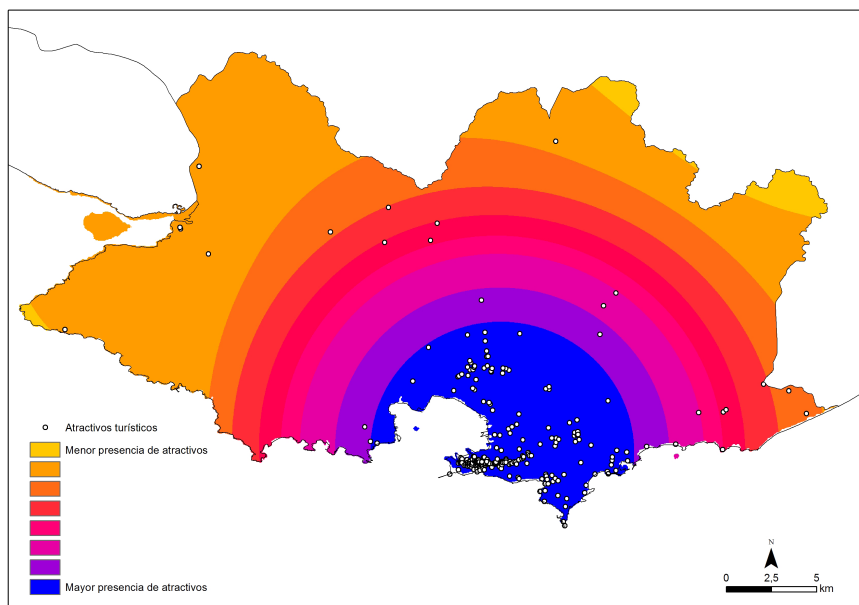 Atractivos turísticos
Menor presencia de atractivos
Mayor presencia de atractivos
N
0 2,5 5
km